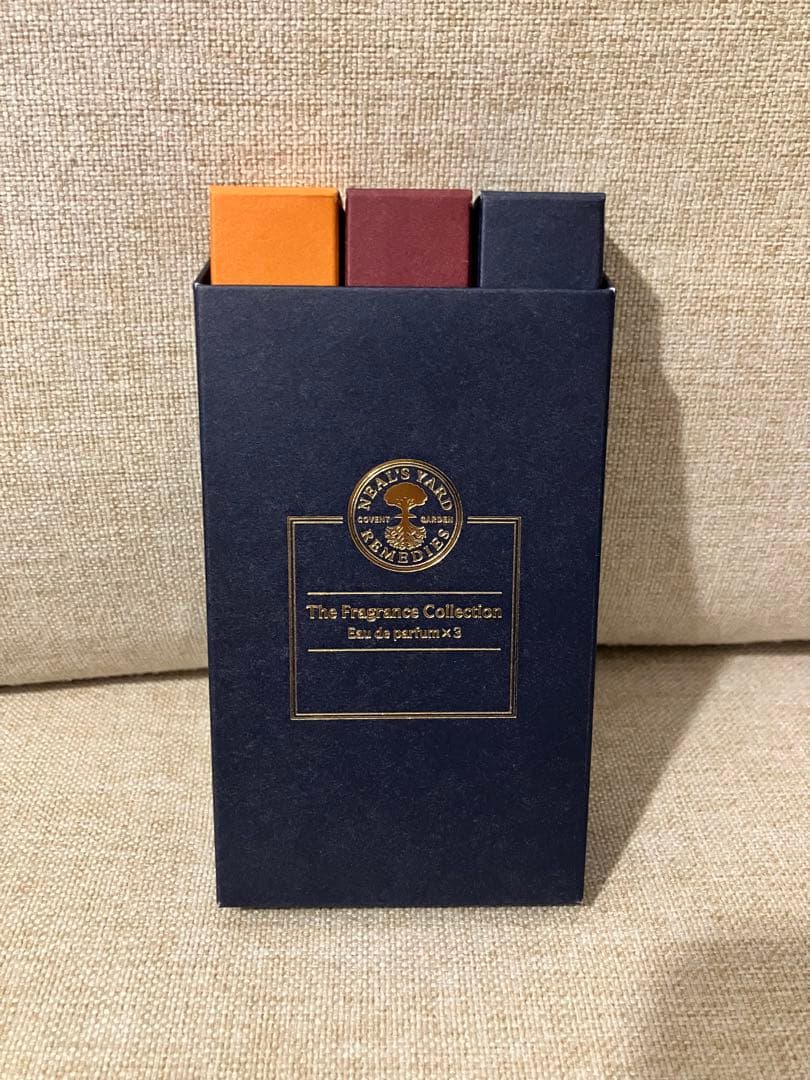 NEAL'S YARD
COVENT GARDEN
REMEDIES
The Fragrance Collection
Eau de parfum×3